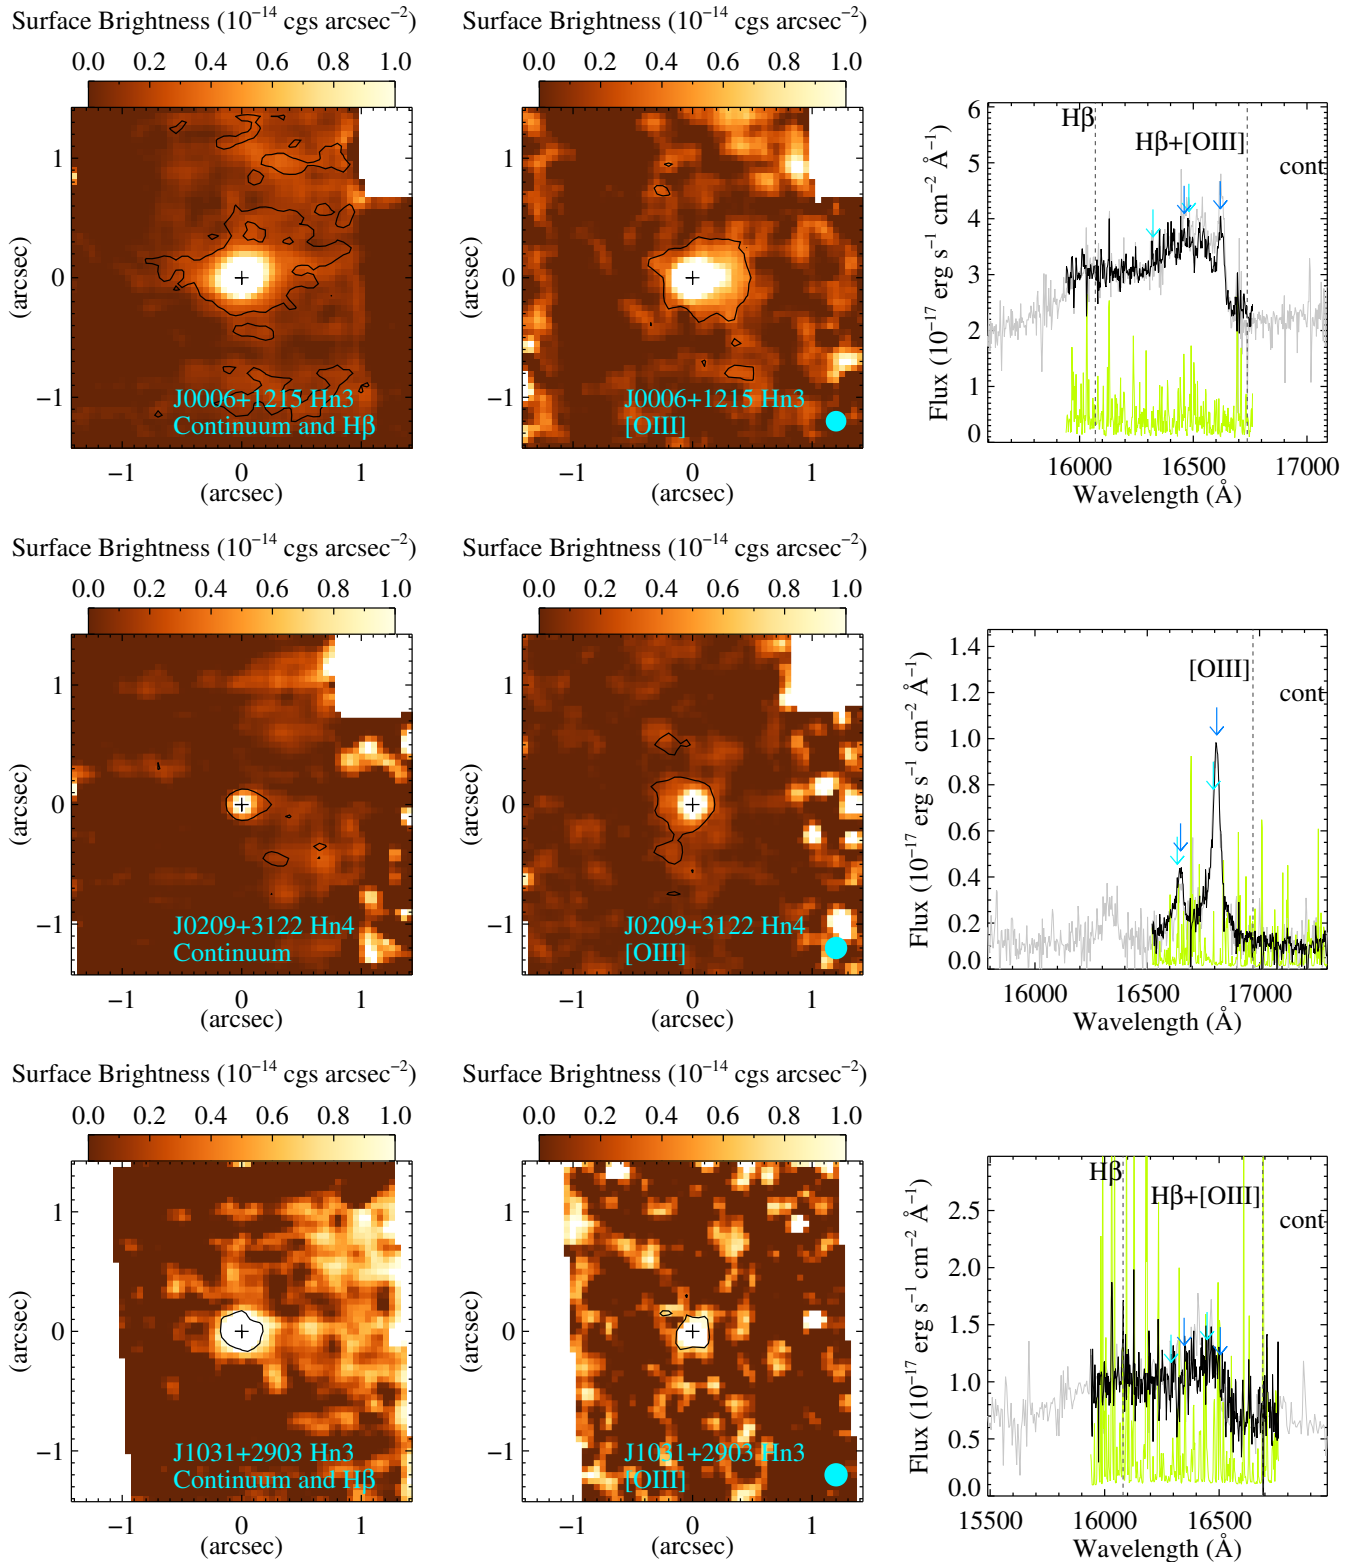 Surface Brightness (10⁻¹⁴ cgs arcsec⁻²)
0.0 0.2 0.4 0.6 0.8 1.0
1
0
−1
(arcsec)
J0006+1215 Hn3
Continuum and Hβ
−1 0 1
(arcsec)
Surface Brightness (10⁻¹⁴ cgs arcsec⁻²)
0.0 0.2 0.4 0.6 0.8 1.0
1
0
−1
(arcsec)
J0006+1215 Hn3
[OIII]
−1 0 1
(arcsec)
Flux (10⁻¹⁷ erg s⁻¹ cm⁻² Å⁻¹)
6
5
4
3
2
1
0
Hβ
Hβ+[OIII]
cont
16000 16500 17000
Wavelength (Å)
Surface Brightness (10⁻¹⁴ cgs arcsec⁻²)
0.0 0.2 0.4 0.6 0.8 1.0
1
0
−1
(arcsec)
J0209+3122 Hn4
Continuum
−1 0 1
(arcsec)
Surface Brightness (10⁻¹⁴ cgs arcsec⁻²)
0.0 0.2 0.4 0.6 0.8 1.0
1
0
−1
(arcsec)
J0209+3122 Hn4
[OIII]
−1 0 1
(arcsec)
Flux (10⁻¹⁷ erg s⁻¹ cm⁻² Å⁻¹)
1.4
1.2
1.0
0.8
0.6
0.4
0.2
0.0
[OIII]
cont
16000 16500 17000
Wavelength (Å)
Surface Brightness (10⁻¹⁴ cgs arcsec⁻²)
0.0 0.2 0.4 0.6 0.8 1.0
1
0
−1
(arcsec)
J1031+2903 Hn3
Continuum and Hβ
−1 0 1
(arcsec)
Surface Brightness (10⁻¹⁴ cgs arcsec⁻²)
0.0 0.2 0.4 0.6 0.8 1.0
1
0
−1
(arcsec)
J1031+2903 Hn3
[OIII]
−1 0 1
(arcsec)
Flux (10⁻¹⁷ erg s⁻¹ cm⁻² Å⁻¹)
2.5
2.0
1.5
1.0
0.5
0.0
Hβ
Hβ+[OIII]
cont
15500 16000 16500
Wavelength (Å)